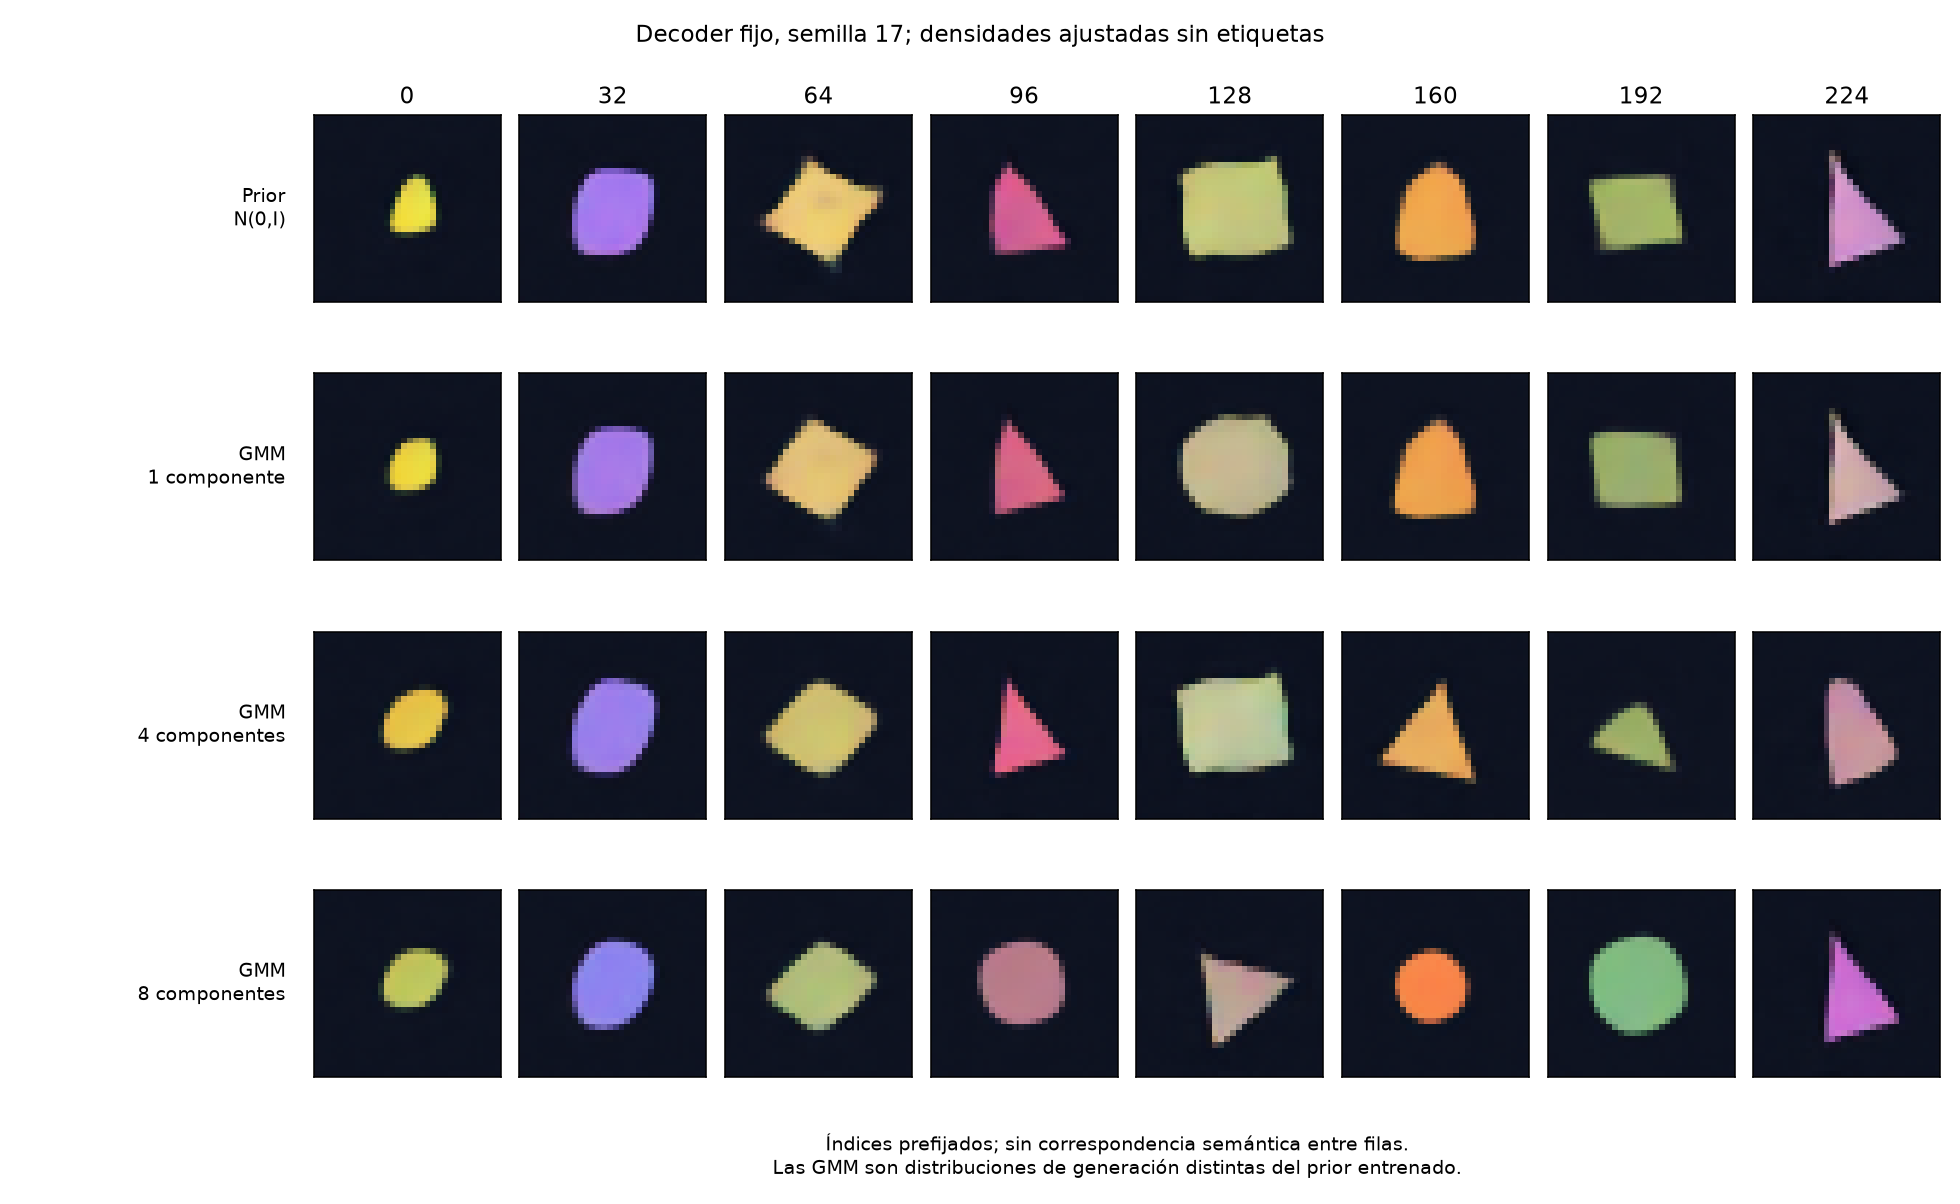 Decoder fijo, semilla 17; densidades ajustadas sin etiquetas
0 32 64 96 128 160 192 224
Prior
N(0,I)
GMM
1 componente
GMM
4 componentes
GMM
8 componentes
Índices prefijados; sin correspondencia semántica entre filas.
Las GMM son distribuciones de generación distintas del prior entrenado.